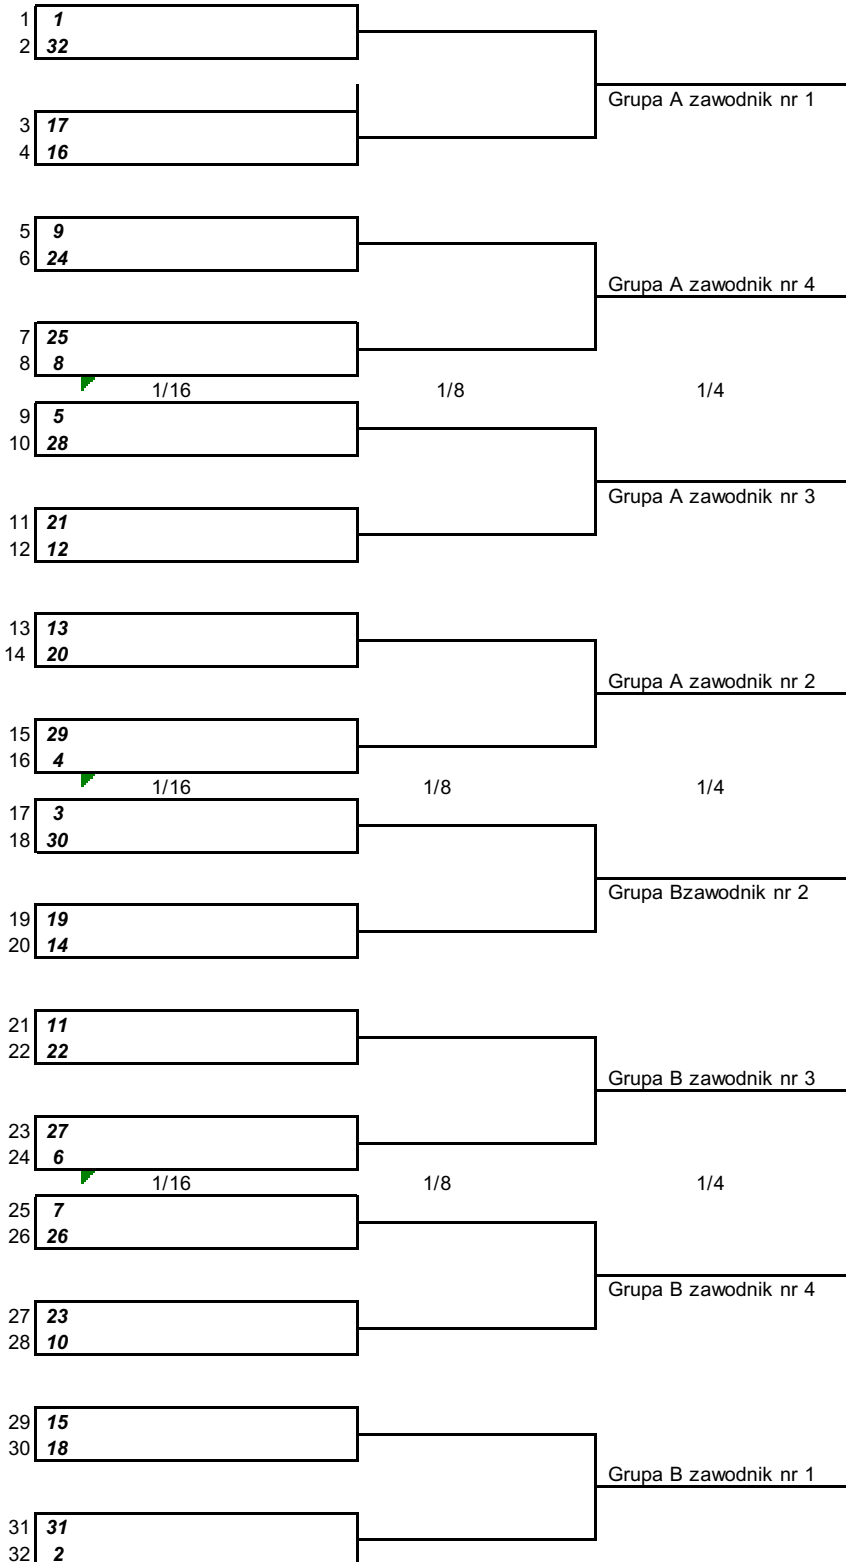 1 1
2 32
Grupa A zawodnik nr 1
3 17
4 16
5 9
6 24
Grupa A zawodnik nr 4
7 25
8 8
1/16 1/8 1/4
9 5
10 28
Grupa A zawodnik nr 3
11 21
12 12
13 13
14 20
Grupa A zawodnik nr 2
15 29
16 4
1/16 1/8 1/4
17 3
18 30
Grupa Bzawodnik nr 2
19 19
20 14
21 11
22 22
Grupa B zawodnik nr 3
23 27
24 6
1/16 1/8 1/4
25 7
26 26
Grupa B zawodnik nr 4
27 23
28 10
29 15
30 18
Grupa B zawodnik nr 1
31 31
32 2